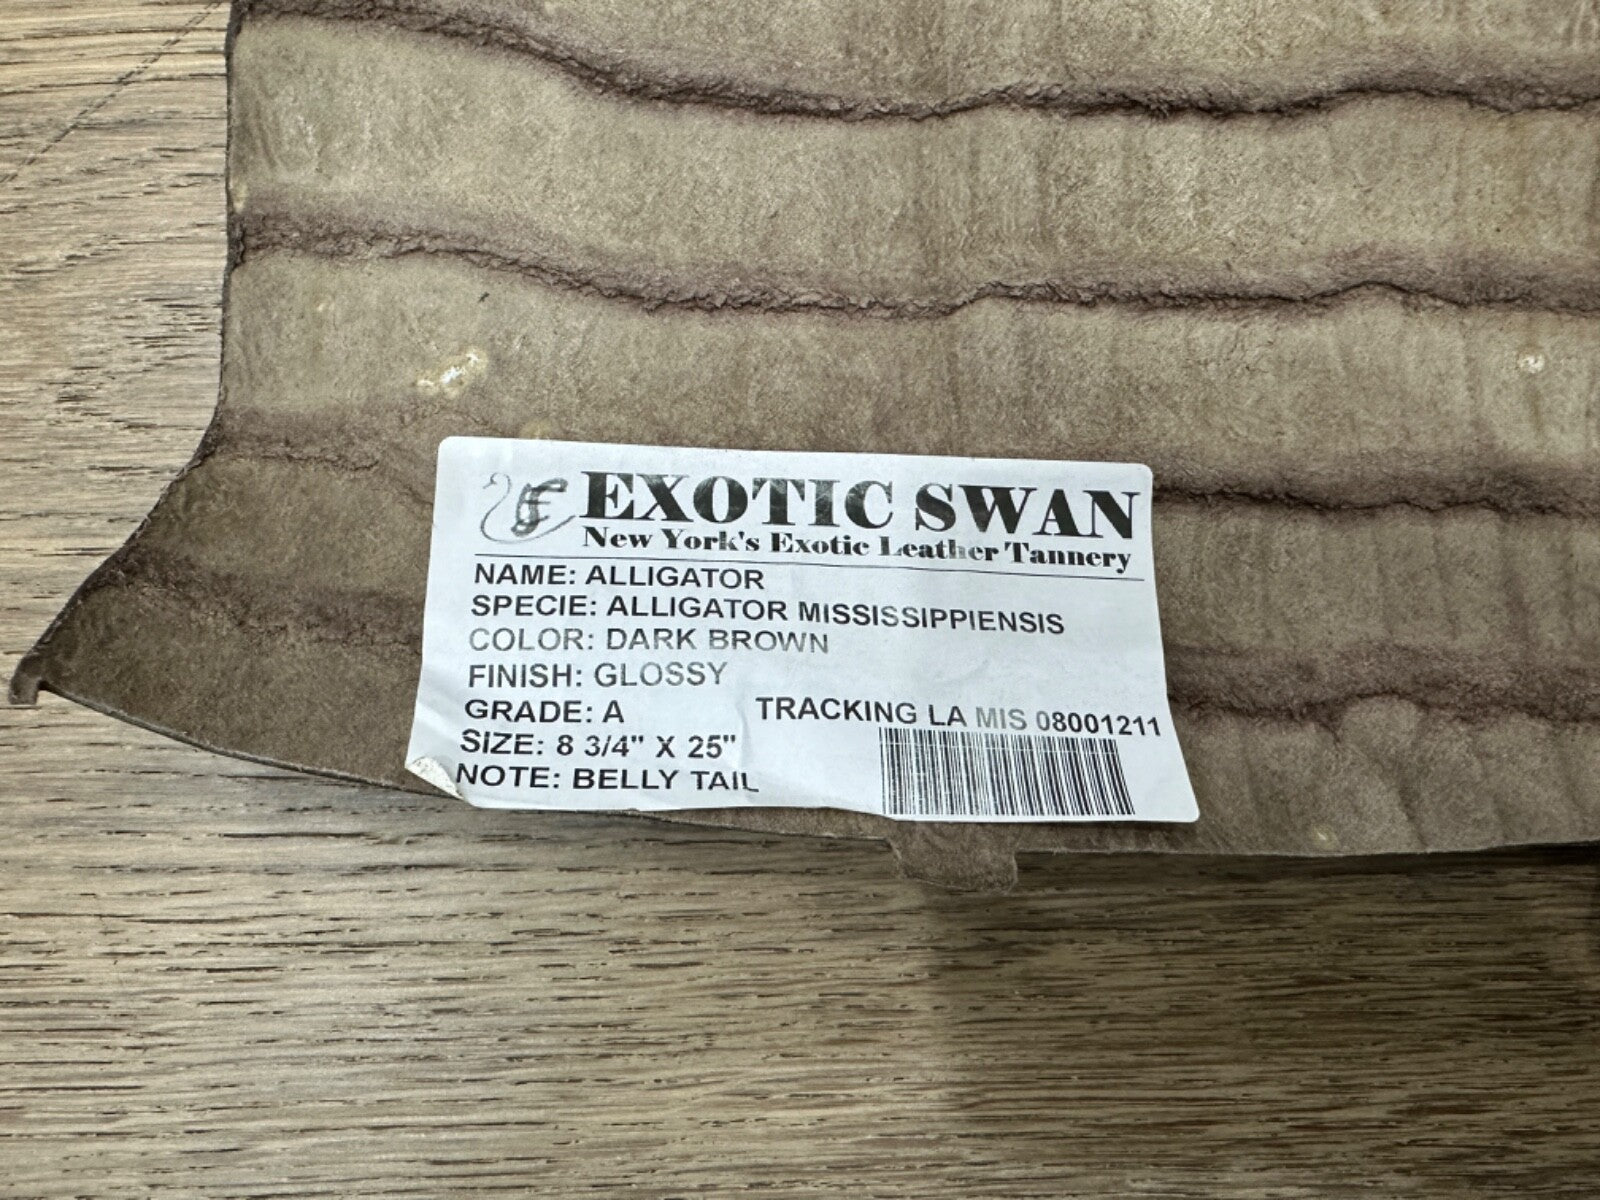 EXOTIC SWAN
New York's Exotic Leather Tannery
NAME: ALLIGATOR
SPECIE: ALLIGATOR MISSISSIPPIENSIS
COLOR: DARK BROWN
FINISH: GLOSSY
GRADE: A
TRACKING LA MIS 08001211
SIZE: 8 3/4" X 25"
NOTE: BELLY TAIL